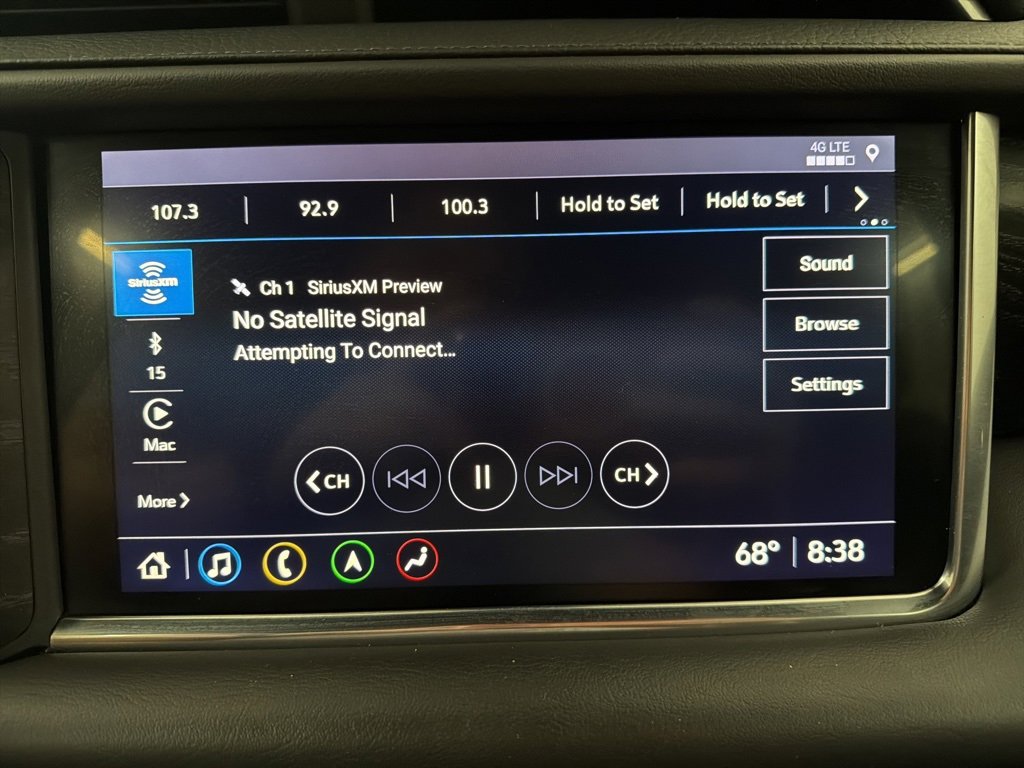 4G LTE
107.3 92.9 100.3 Hold to Set Hold to Set
SiriusXM
Ch 1 SiriusXM Preview
No Satellite Signal
Attempting To Connect...
Sound
Browse
Settings
15
Mac
More
CH CH
68° 8:38